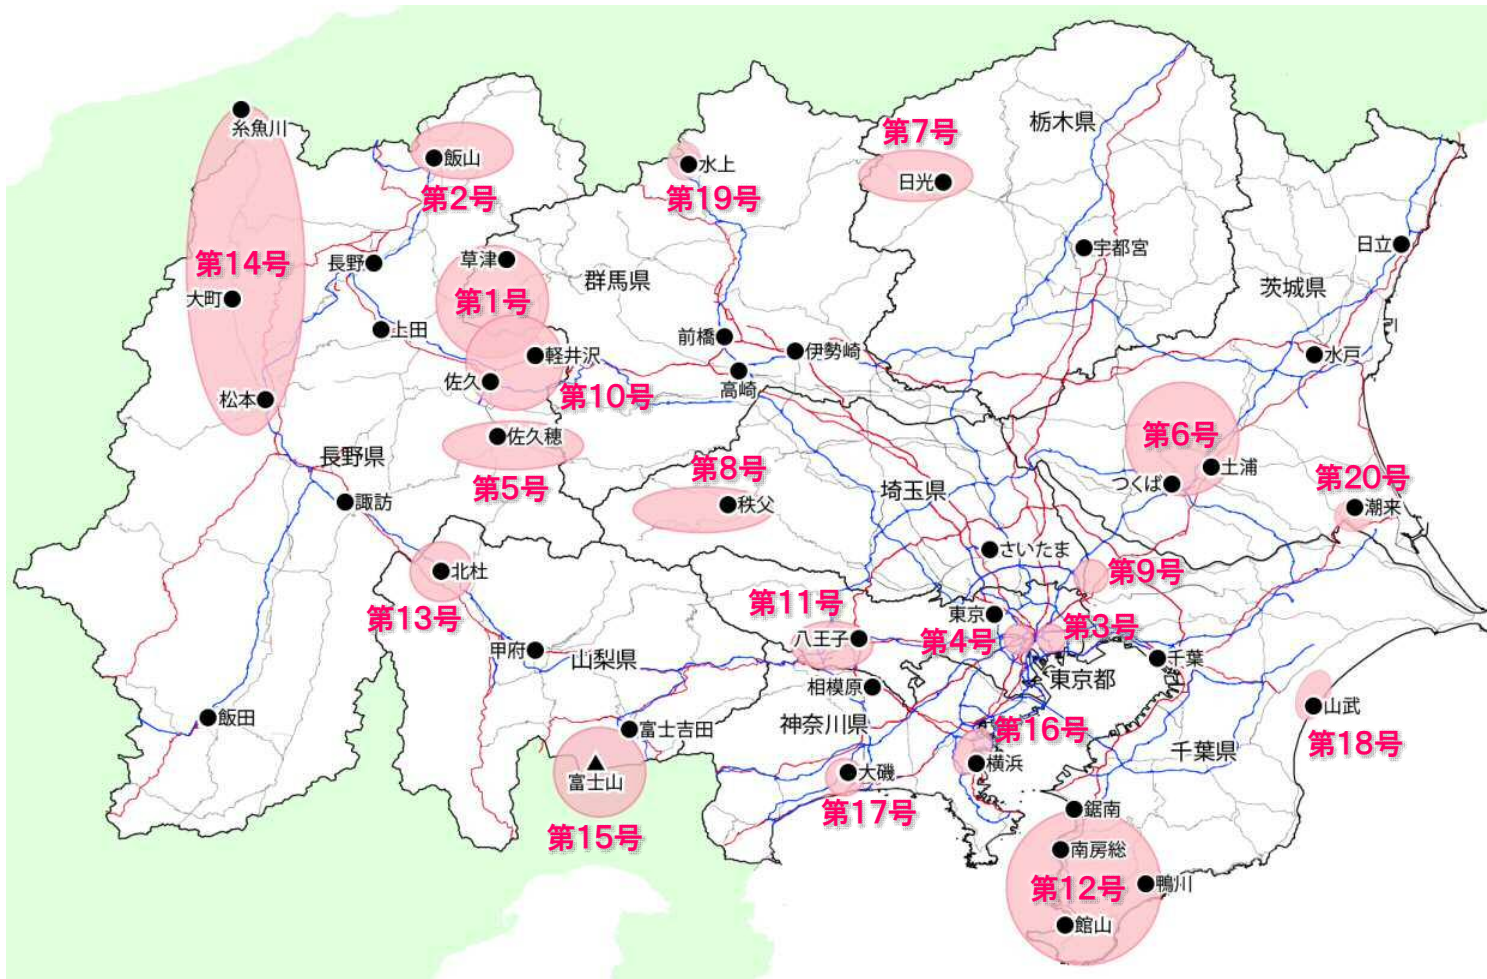 糸魚川
飯山
第2号
水上
第19号
第7号
日光
栃木県
宇都宮
日立
茨城県
水戸
長野
第14号
大町
草津
第1号
群馬県
上田
前橋
伊勢崎
高崎
軽井沢
佐久
第10号
松本
佐久穂
第5号
長野県
諏訪
第8号
秩父
埼玉県
第6号
土浦
つくば
第20号
潮来
さいたま
第9号
北杜
第13号
第11号
八王子
東京
第4号
第3号
千葉
東京都
甲府
山梨県
相模原
神奈川県
飯田
富士吉田
富士山
第15号
第16号
横浜
大磯
第17号
千葉県
山武
第18号
鋸南
南房総
第12号
鴨川
館山